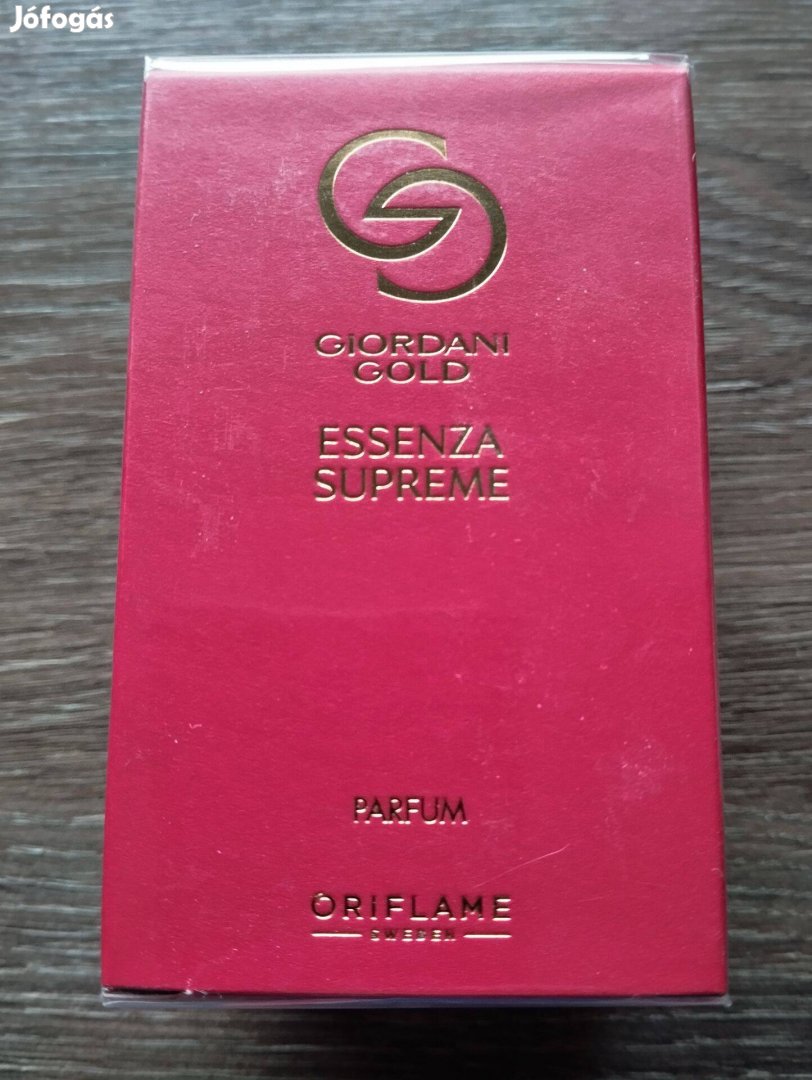 Jófogás
GiORDANI
GOLD
ESSENZA
SUPREME
PARFUM
ORIFLAME
SWEDEN